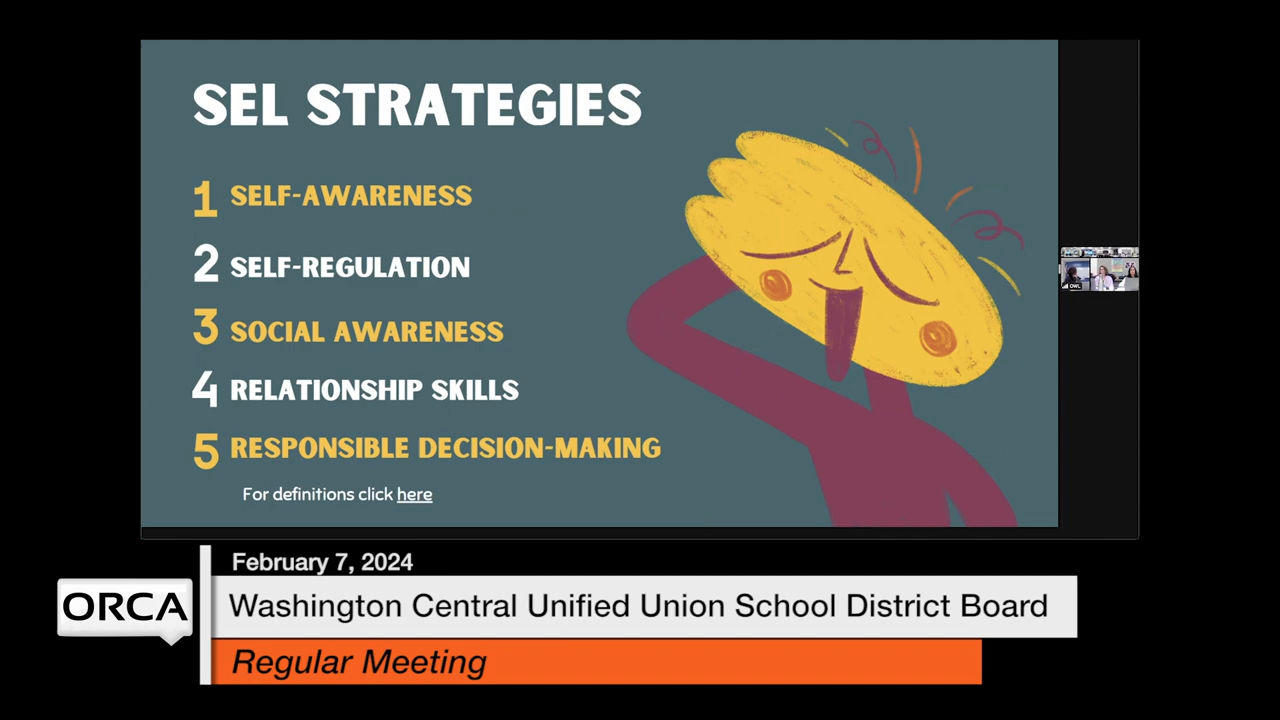 SEL STRATEGIES
1 SELF-AWARENESS
2 SELF-REGULATION
3 SOCIAL AWARENESS
4 RELATIONSHIP SKILLS
5 RESPONSIBLE DECISION-MAKING
For definitions click here
OWL
February 7, 2024
ORCA
Washington Central Unified Union School District Board
Regular Meeting